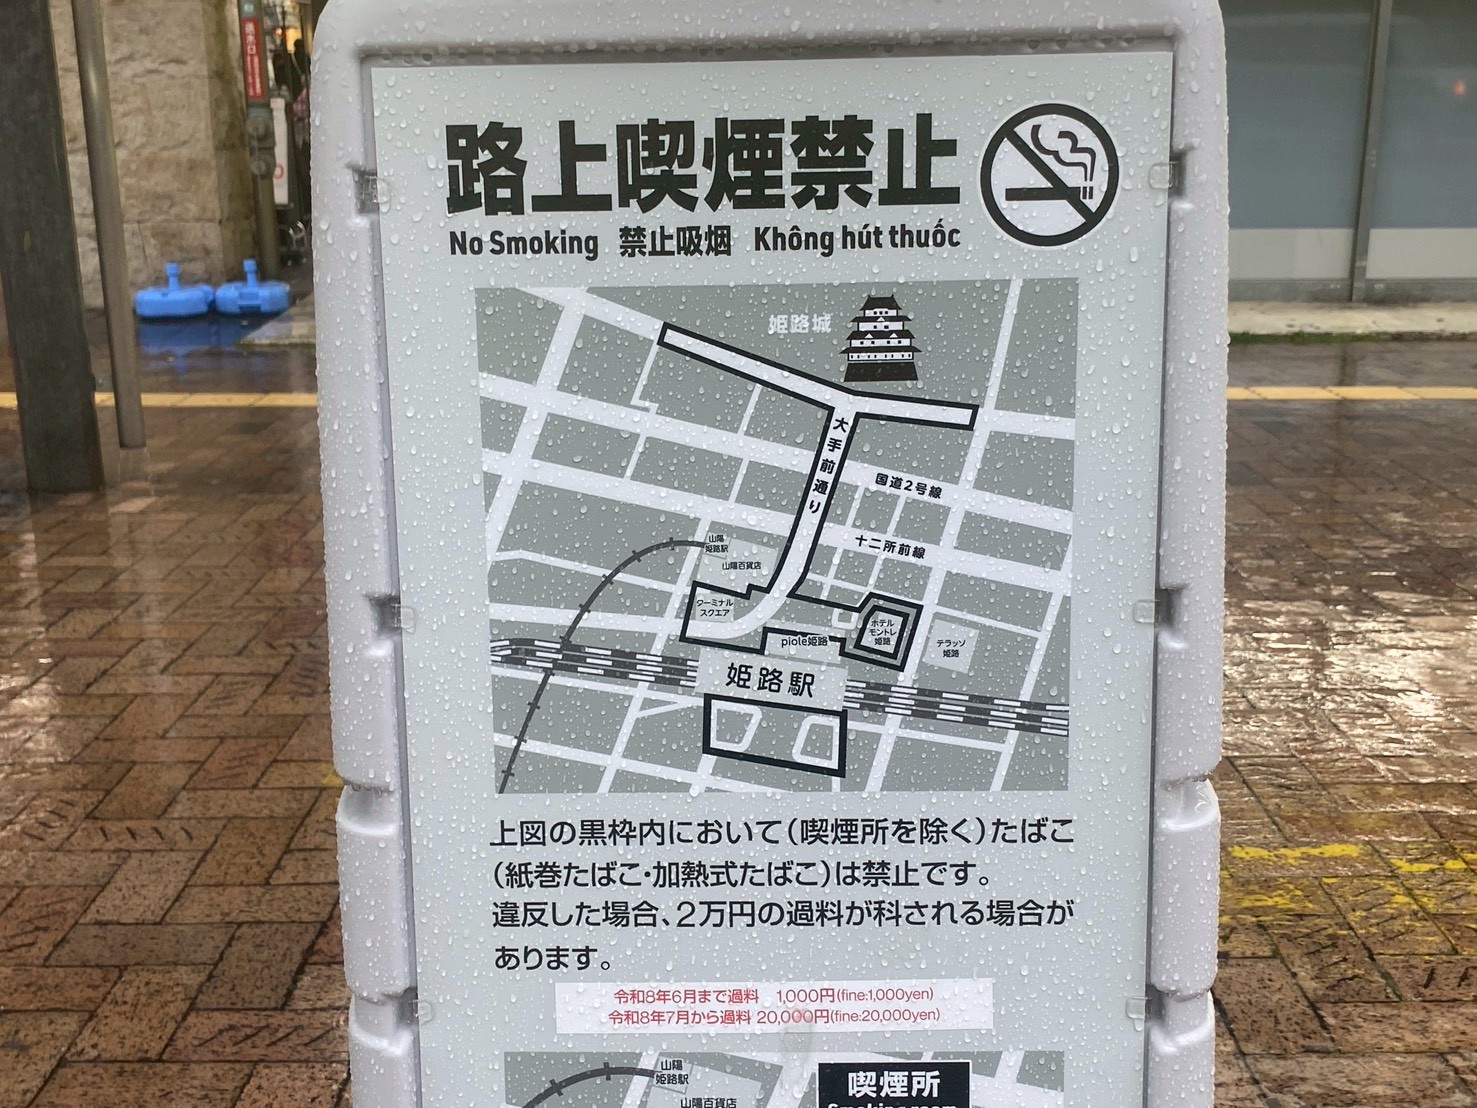 路上喫煙禁止
No Smoking 禁止吸烟 Không hút thuốc
姫路城
大手前通り
国道2号線
十二所前線
山陽
姫路駅
山陽百貨店
ターミナル
スクエア
piole姫路
ホテル
モントレ
姫路
テラッソ
姫路
姫路駅
上図の黒枠内において(喫煙所を除く)たばこ
(紙巻たばこ・加熱式たばこ)は禁止です。
違反した場合、2万円の過料が科される場合が
あります。
令和8年6月まで過料 1,000円(fine:1,000yen)
令和8年7月から過料 20,000円(fine:20,000yen)
山陽
姫路駅
山陽百貨店
喫煙所
Smoking room